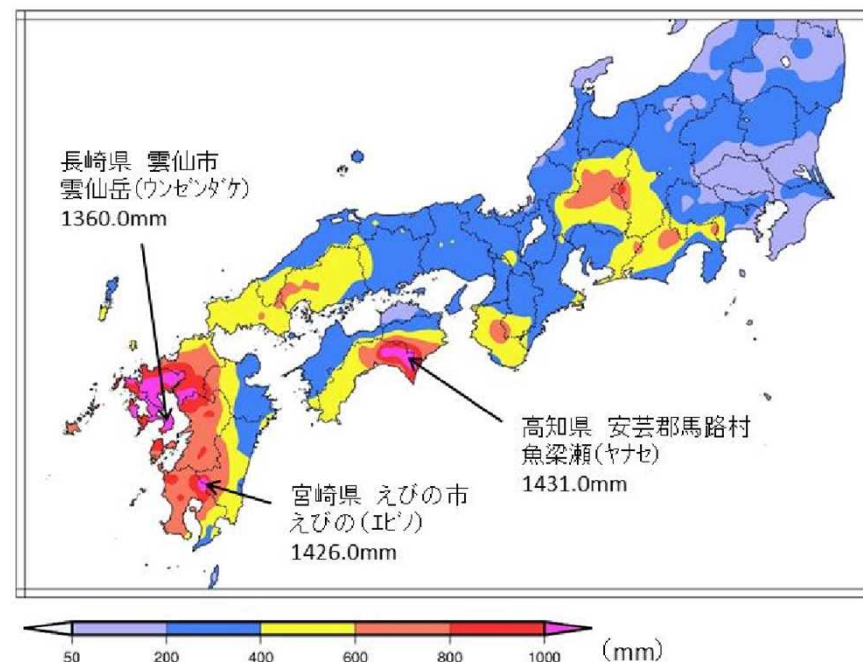 長崎県 雲仙市
雲仙岳(ウンゼンダケ)
1360.0mm
高知県 安芸郡馬路村
魚梁瀬(ヤナセ)
1431.0mm
宮崎県 えびの市
えびの(エビノ)
1426.0mm
50 200 400 600 800 1000 (mm)